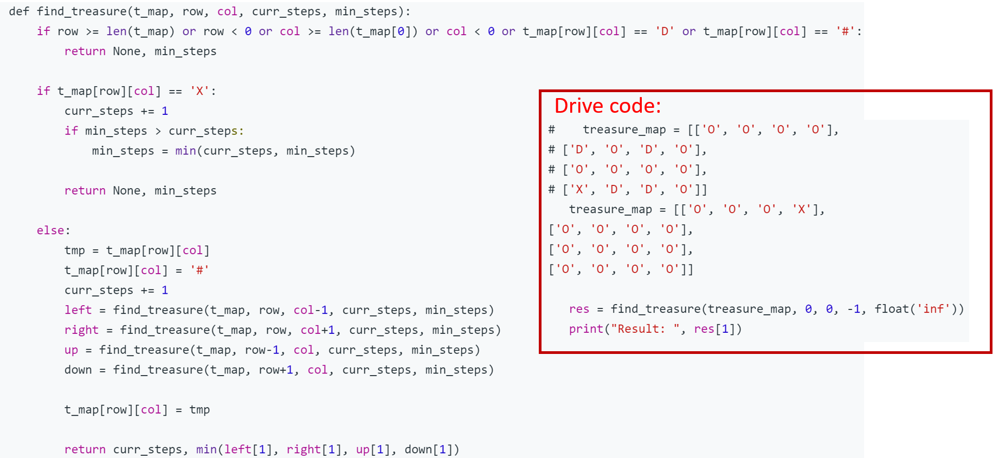 def find_treasure(t_map, row, col, curr_steps, min_steps):
    if row >= len(t_map) or row < 0 or col >= len(t_map[0]) or col < 0 or t_map[row][col] == 'D' or t_map[row][col] == '#':
        return None, min_steps

    if t_map[row][col] == 'X':
        curr_steps += 1
        if min_steps > curr_steps:
            min_steps = min(curr_steps, min_steps)

        return None, min_steps

    else:
        tmp = t_map[row][col]
        t_map[row][col] = '#'
        curr_steps += 1
        left = find_treasure(t_map, row, col-1, curr_steps, min_steps)
        right = find_treasure(t_map, row, col+1, curr_steps, min_steps)
        up = find_treasure(t_map, row-1, col, curr_steps, min_steps)
        down = find_treasure(t_map, row+1, col, curr_steps, min_steps)

        t_map[row][col] = tmp

        return curr_steps, min(left[1], right[1], up[1], down[1])

Drive code:
#    treasure_map = [['O', 'O', 'O', 'O'],
# ['D', 'O', 'D', 'O'],
# ['O', 'O', 'O', 'O'],
# ['X', 'D', 'D', 'O']]
   treasure_map = [['O', 'O', 'O', 'X'],
['O', 'O', 'O', 'O'],
['O', 'O', 'O', 'O'],
['O', 'O', 'O', 'O']]

   res = find_treasure(treasure_map, 0, 0, -1, float('inf'))
   print("Result: ", res[1])